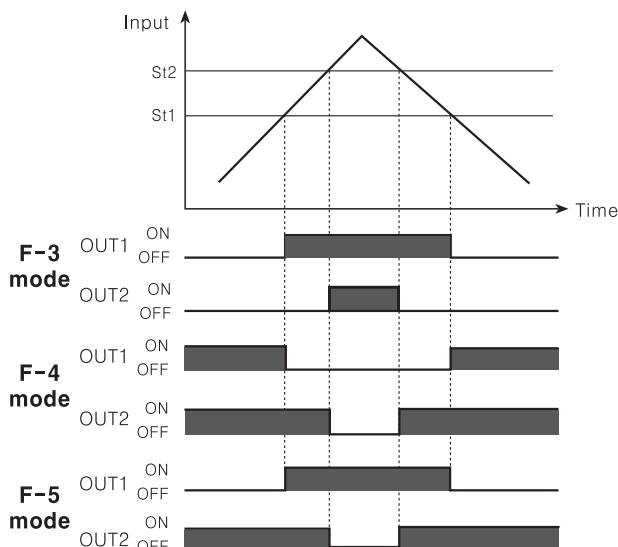 Input
St2
St1
Time
F-3
mode
OUT1 ON
OFF
OUT2 ON
OFF
F-4
mode
OUT1 ON
OFF
OUT2 ON
OFF
F-5
mode
OUT1 ON
OFF
OUT2 ON
OFF